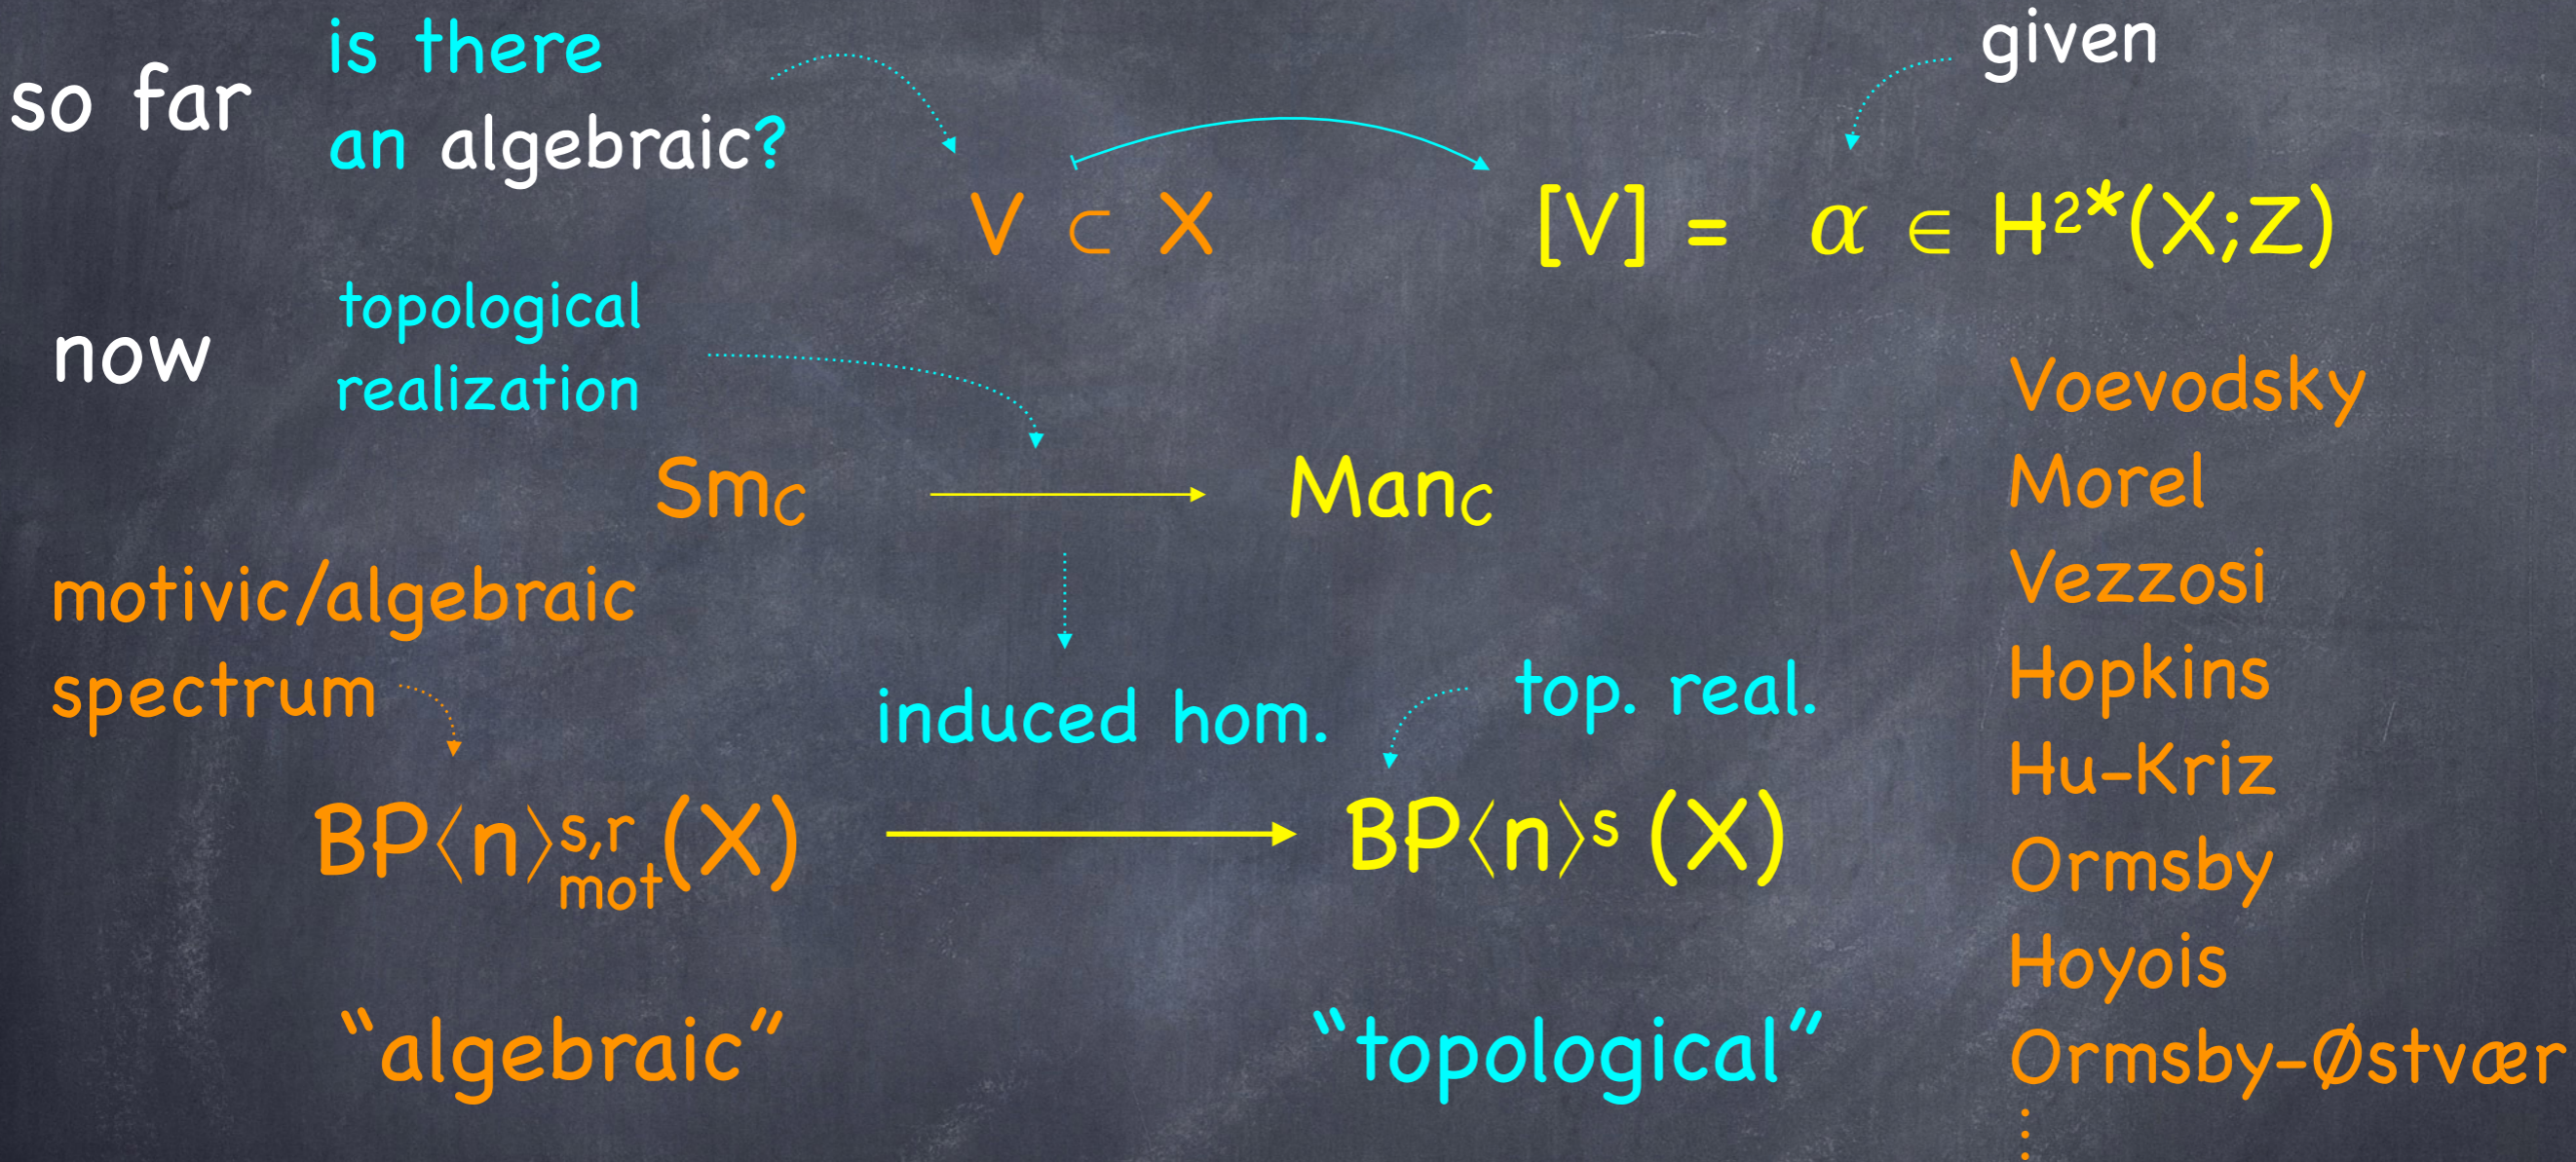 so far
is there
an algebraic?
given
V ⊂ X
[V] = α ∈ H²*(X;Z)
now
topological
realization
Smc
Manc
motivic/algebraic
spectrum
induced hom.
top. real.
BP⟨n⟩s,r mot(X)
BP⟨n⟩s (X)
“algebraic”
“topological”
Voevodsky
Morel
Vezzosi
Hopkins
Hu-Kriz
Ormsby
Hoyois
Ormsby-Østvær
⋮